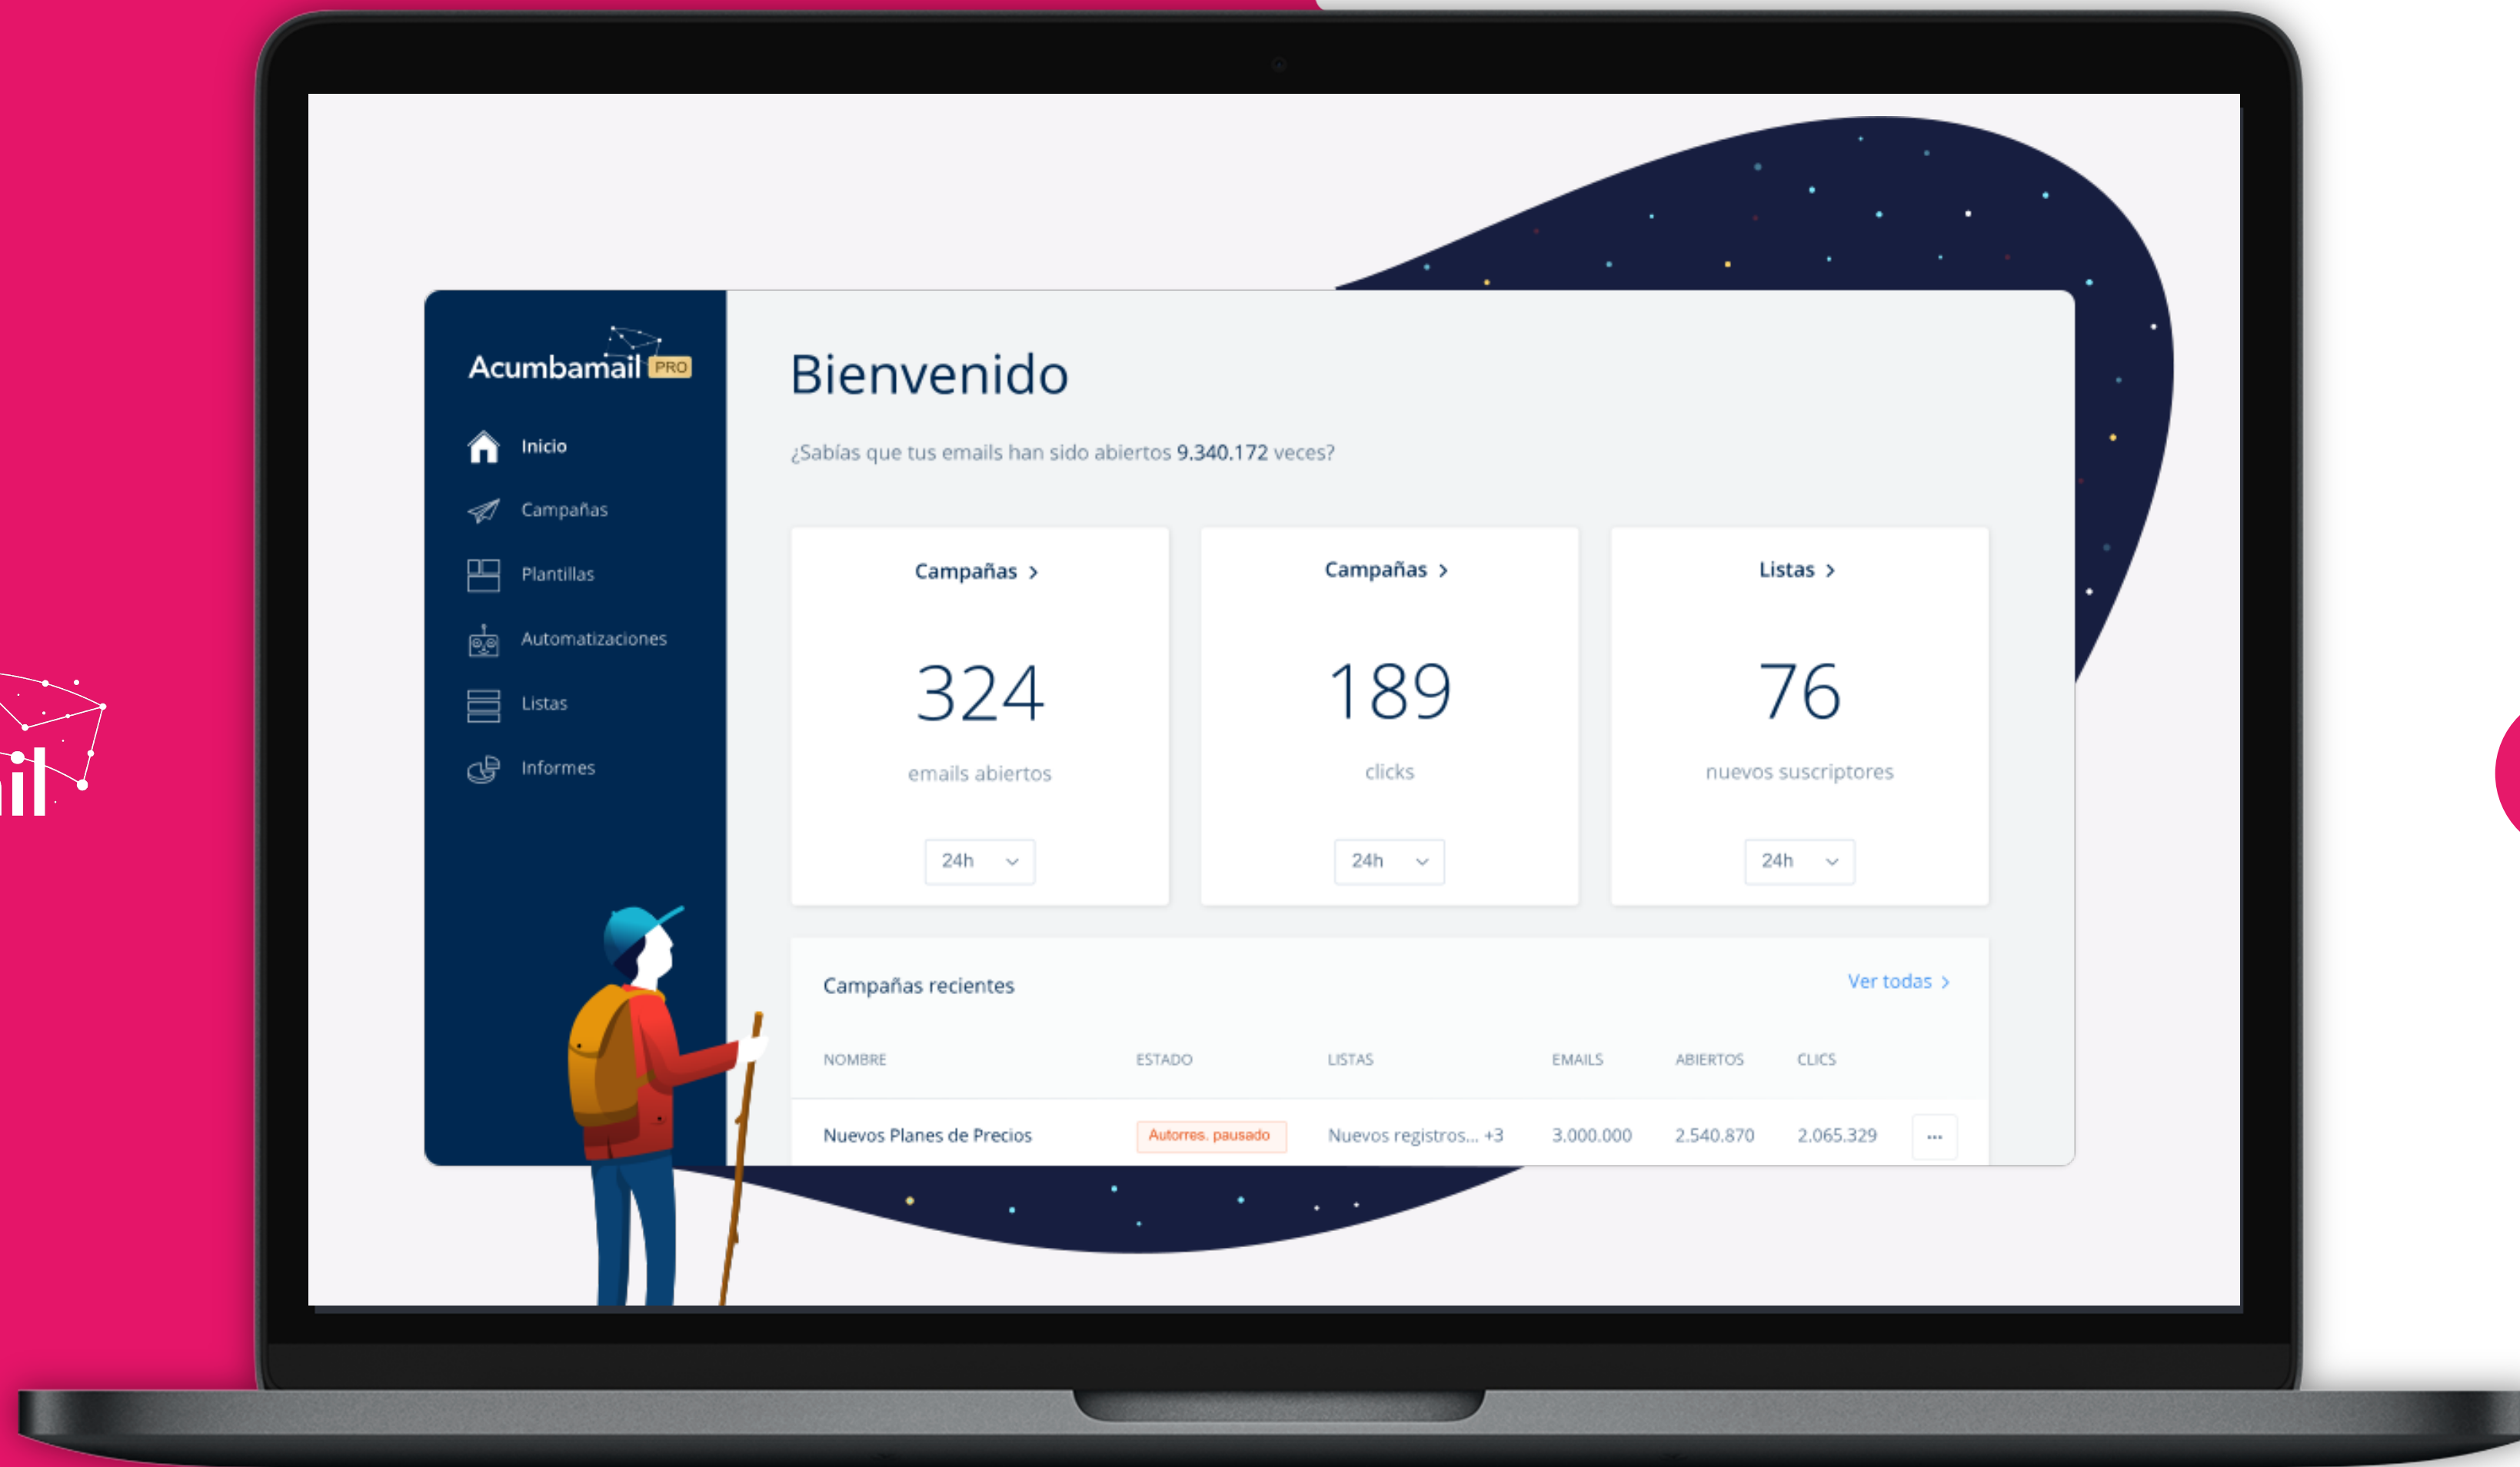 Acumbamail PRO
Inicio
Campañas
Plantillas
Automatizaciones
Listas
Informes
Bienvenido
¿Sabías que tus emails han sido abiertos 9.340.172 veces?
Campañas >
324
emails abiertos
24h
Campañas >
189
clicks
24h
Listas >
76
nuevos suscriptores
24h
Campañas recientes
Ver todas >
NOMBRE ESTADO LISTAS EMAILS ABIERTOS CLICS
Nuevos Planes de Precios Autorres. pausado Nuevos registros... +3 3.000.000 2.540.870 2.065.329 ...
il